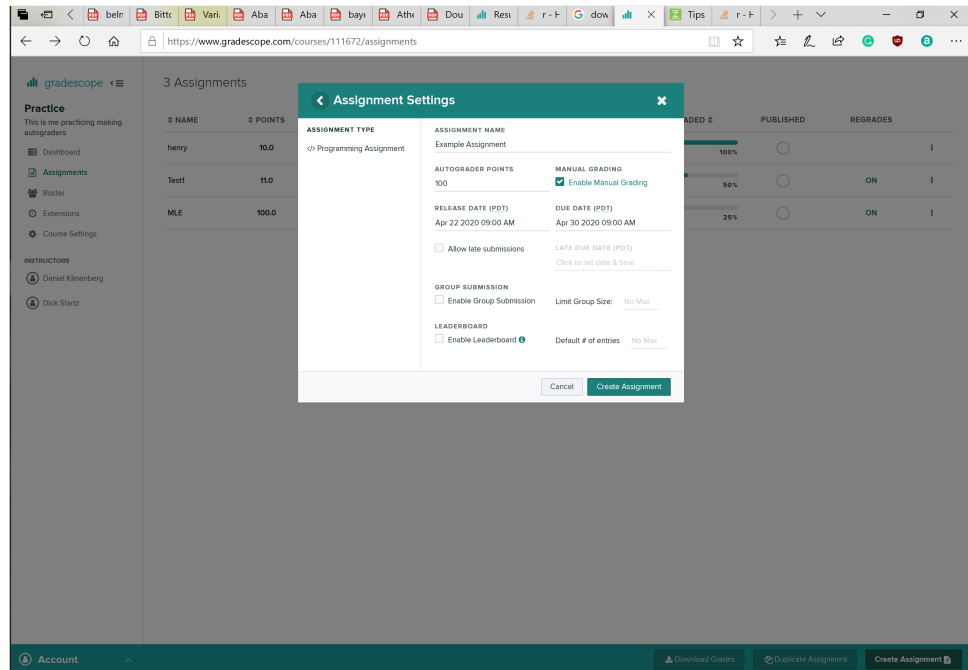 beln
Bittc
Vari
Aba
Aba
baye
Athe
Dou
Resu
r - H
dow
Tips
r - H
https://www.gradescope.com/courses/111672/assignments
gradescope
Practice
This is me practicing making
autograders
Dashboard
Assignments
Roster
Extensions
Course Settings
INSTRUCTORS
Daniel Klinenberg
Dick Startz
Account
3 Assignments
NAME POINTS ADED PUBLISHED REGRADES
henry 10.0 100%
Test1 11.0 50% ON
MLE 100.0 25% ON
Assignment Settings
ASSIGNMENT TYPE
</> Programming Assignment
ASSIGNMENT NAME
Example Assignment
AUTOGRADER POINTS MANUAL GRADING
100 Enable Manual Grading
RELEASE DATE (PDT) DUE DATE (PDT)
Apr 22 2020 09:00 AM Apr 30 2020 09:00 AM
Allow late submissions LATE DUE DATE (PDT)
Click to set date & time
GROUP SUBMISSION
Enable Group Submission Limit Group Size: No Max
LEADERBOARD
Enable Leaderboard Default # of entries No Max
Cancel Create Assignment
Download Grades Duplicate Assignment Create Assignment